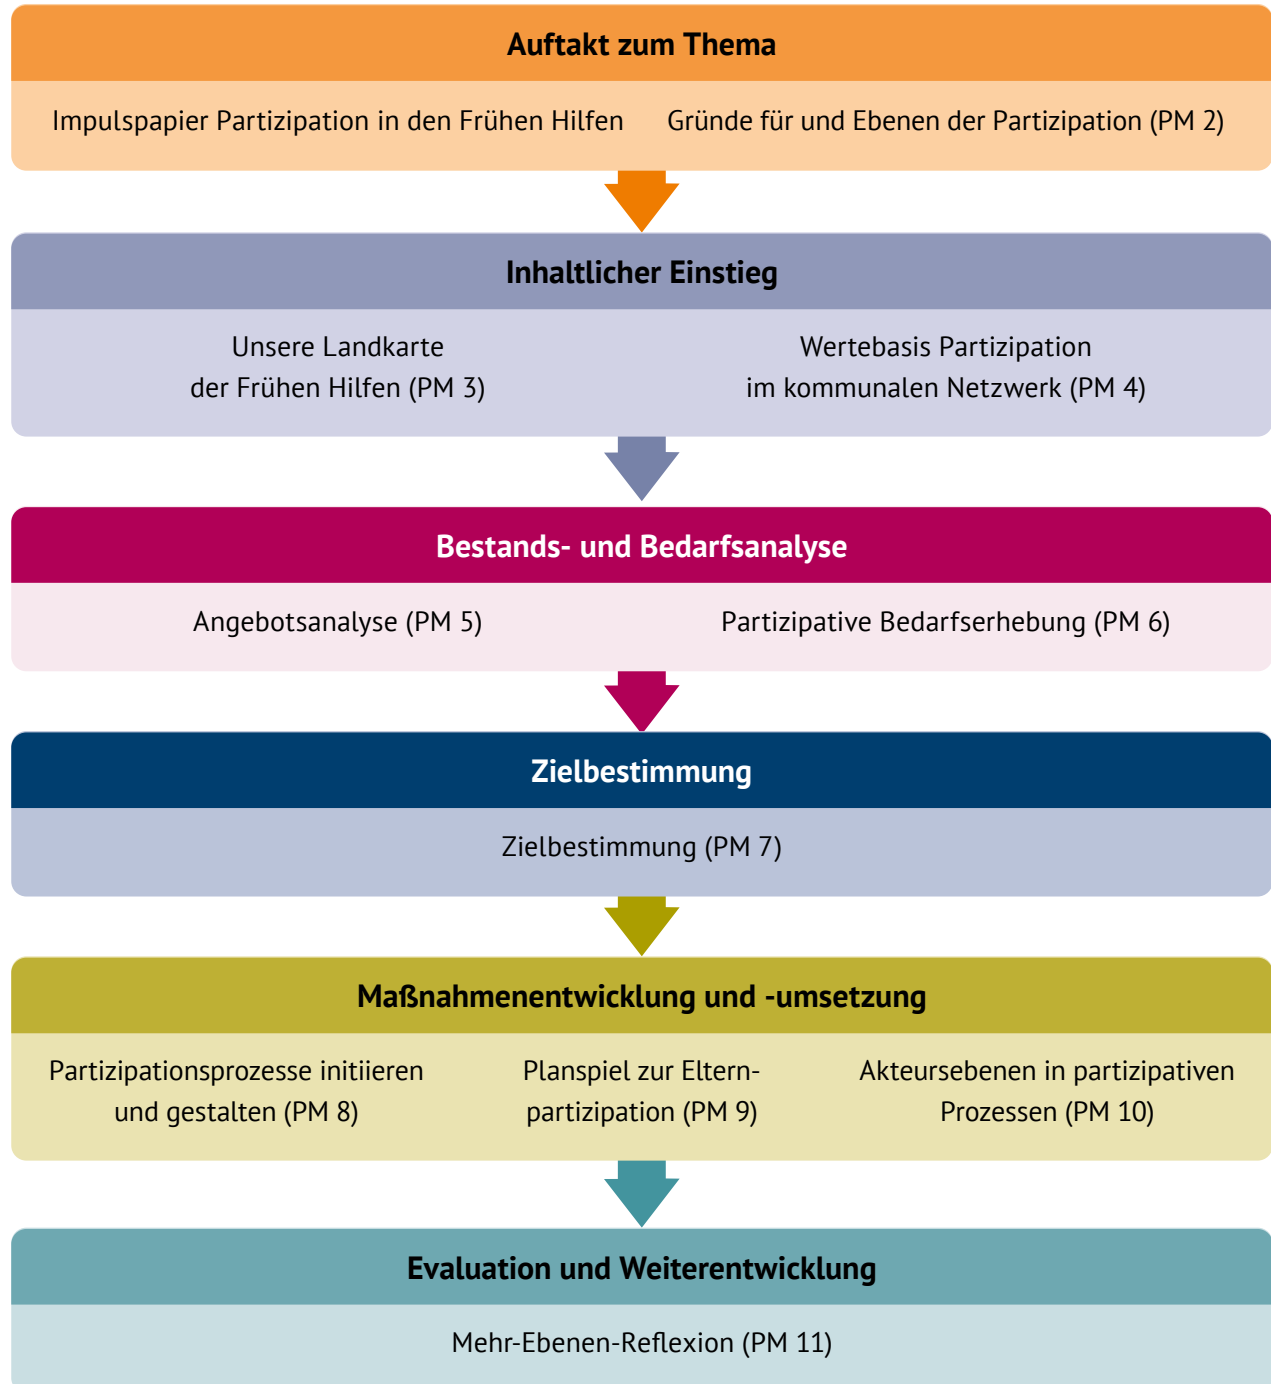 Auftakt zum Thema
Impulspapier Partizipation in den Frühen Hilfen
Gründe für und Ebenen der Partizipation (PM 2)
Inhaltlicher Einstieg
Unsere Landkarte
der Frühen Hilfen (PM 3)
Wertebasis Partizipation
im kommunalen Netzwerk (PM 4)
Bestands- und Bedarfsanalyse
Angebotsanalyse (PM 5)
Partizipative Bedarfserhebung (PM 6)
Zielbestimmung
Zielbestimmung (PM 7)
Maßnahmenentwicklung und -umsetzung
Partizipationsprozesse initiieren
und gestalten (PM 8)
Planspiel zur Eltern-
partizipation (PM 9)
Akteursebenen in partizipativen
Prozessen (PM 10)
Evaluation und Weiterentwicklung
Mehr-Ebenen-Reflexion (PM 11)